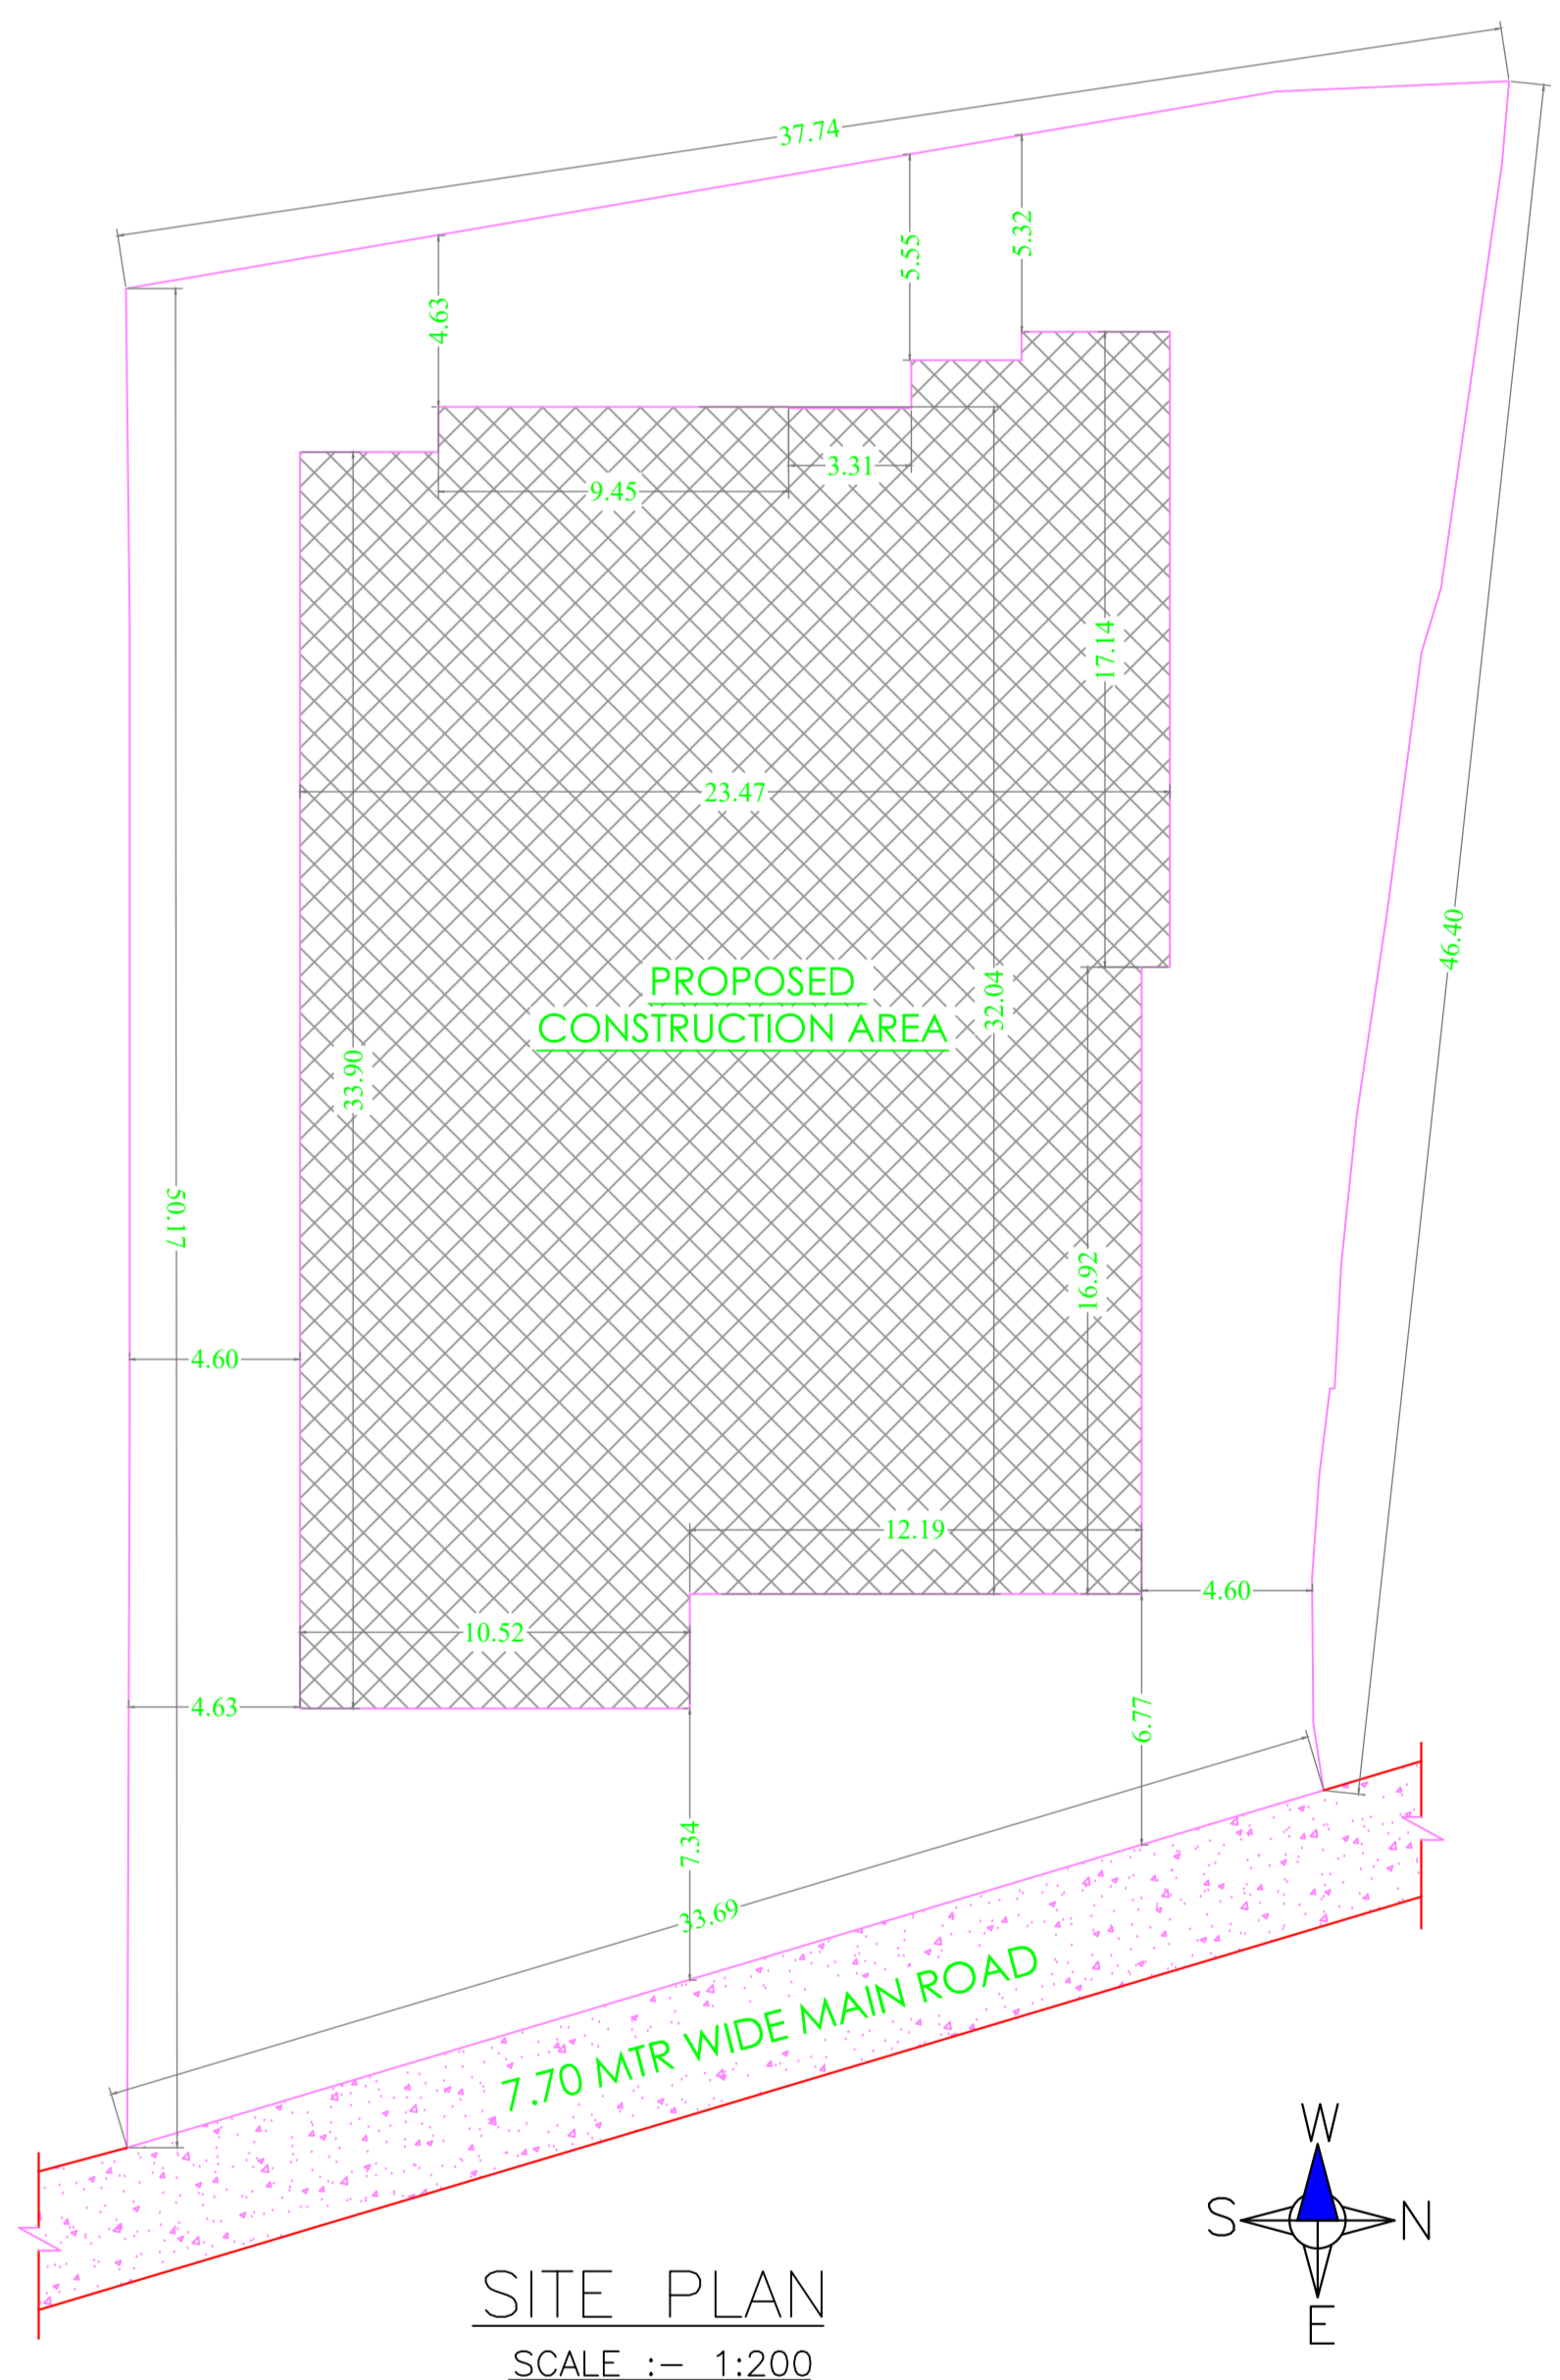 37.74
5.32
5.55
4.63
3.31
9.45
17.14
23.47
46.40
PROPOSED
CONSTRUCTION AREA
32.04
33.90
50.17
16.92
4.60
12.19
4.60
10.52
4.63
6.77
7.34
33.69
7.70 MTR WIDE MAIN ROAD
W
S
N
E
SITE PLAN
SCALE :- 1:200